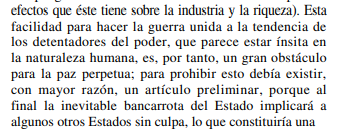 efectos que éste tiene sobre la industria y la riqueza). Esta
facilidad para hacer la guerra unida a la tendencia de
los detentadores del poder, que parece estar ínsita en
la naturaleza humana, es, por tanto, un gran obstáculo
para la paz perpetua; para prohibir esto debía existir,
con mayor razón, un artículo preliminar, porque al
final la inevitable bancarrota del Estado implicará a
algunos otros Estados sin culpa, lo que constituiría una